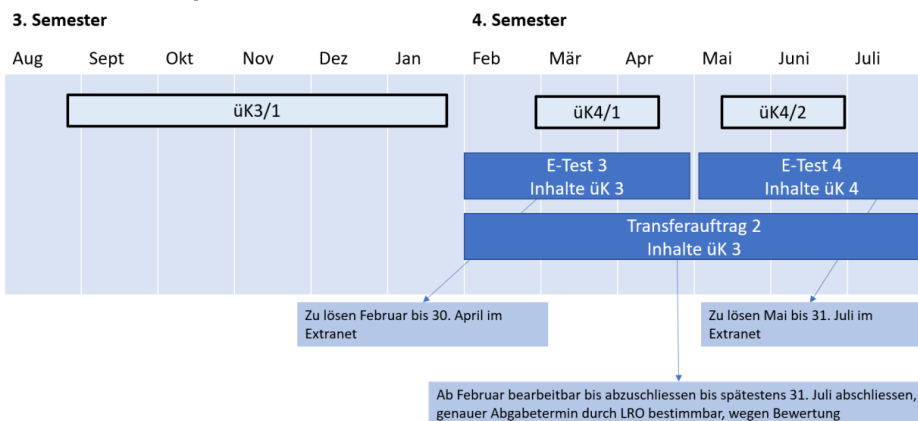 3. Semester
4. Semester
Aug Sept Okt Nov Dez Jan Feb Mär Apr Mai Juni Juli
üK3/1
üK4/1
üK4/2
E-Test 3
Inhalte üK 3
E-Test 4
Inhalte üK 4
Transferauftrag 2
Inhalte üK 3
Zu lösen Februar bis 30. April im
Extranet
Zu lösen Mai bis 31. Juli im
Extranet
Ab Februar bearbeitbar bis abzuschliessen bis spätestens 31. Juli abschliessen,
genauer Abgabetermin durch LRO bestimmbar, wegen Bewertung